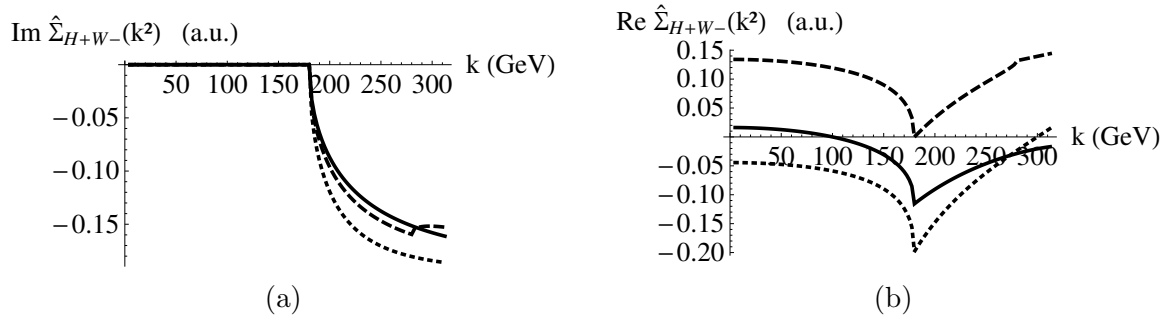 Im Σ̂_{H+W−}(k²) (a.u.)
k (GeV)
50 100 150 200 250 300
−0.05
−0.10
−0.15
(a)
Re Σ̂_{H+W−}(k²) (a.u.)
0.15
0.10
0.05
k (GeV)
50 100 150 200 250 300
−0.05
−0.10
−0.15
−0.20
(b)